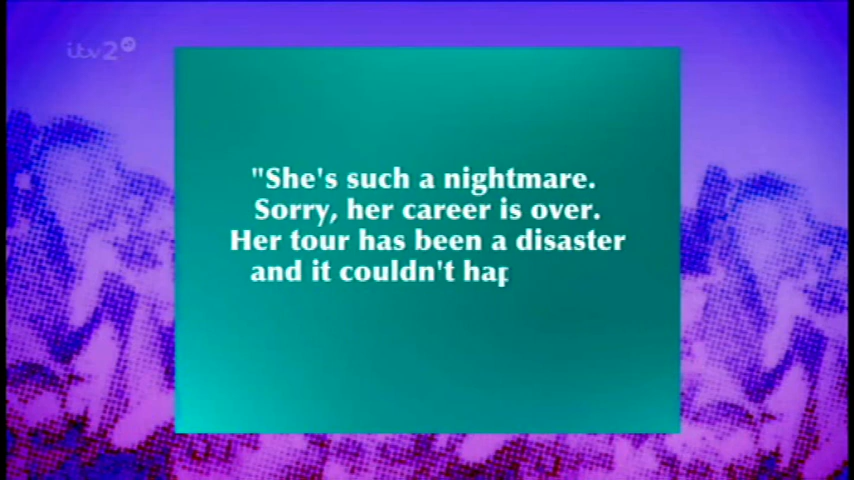 itv2
"She's such a nightmare.
Sorry, her career is over.
Her tour has been a disaster
and it couldn't hap